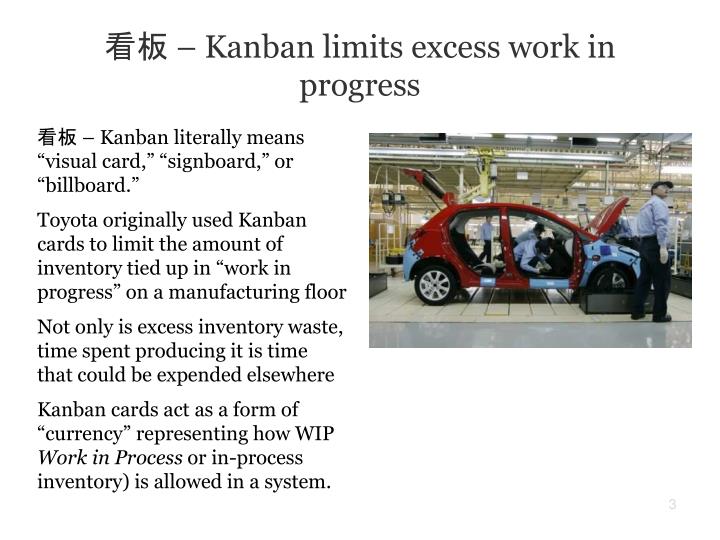 看板 – Kanban limits excess work in
progress
看板 – Kanban literally means
“visual card,” “signboard,” or
“billboard.”
Toyota originally used Kanban
cards to limit the amount of
inventory tied up in “work in
progress” on a manufacturing floor
Not only is excess inventory waste,
time spent producing it is time
that could be expended elsewhere
Kanban cards act as a form of
“currency” representing how WIP
Work in Process or in-process
inventory) is allowed in a system.
3